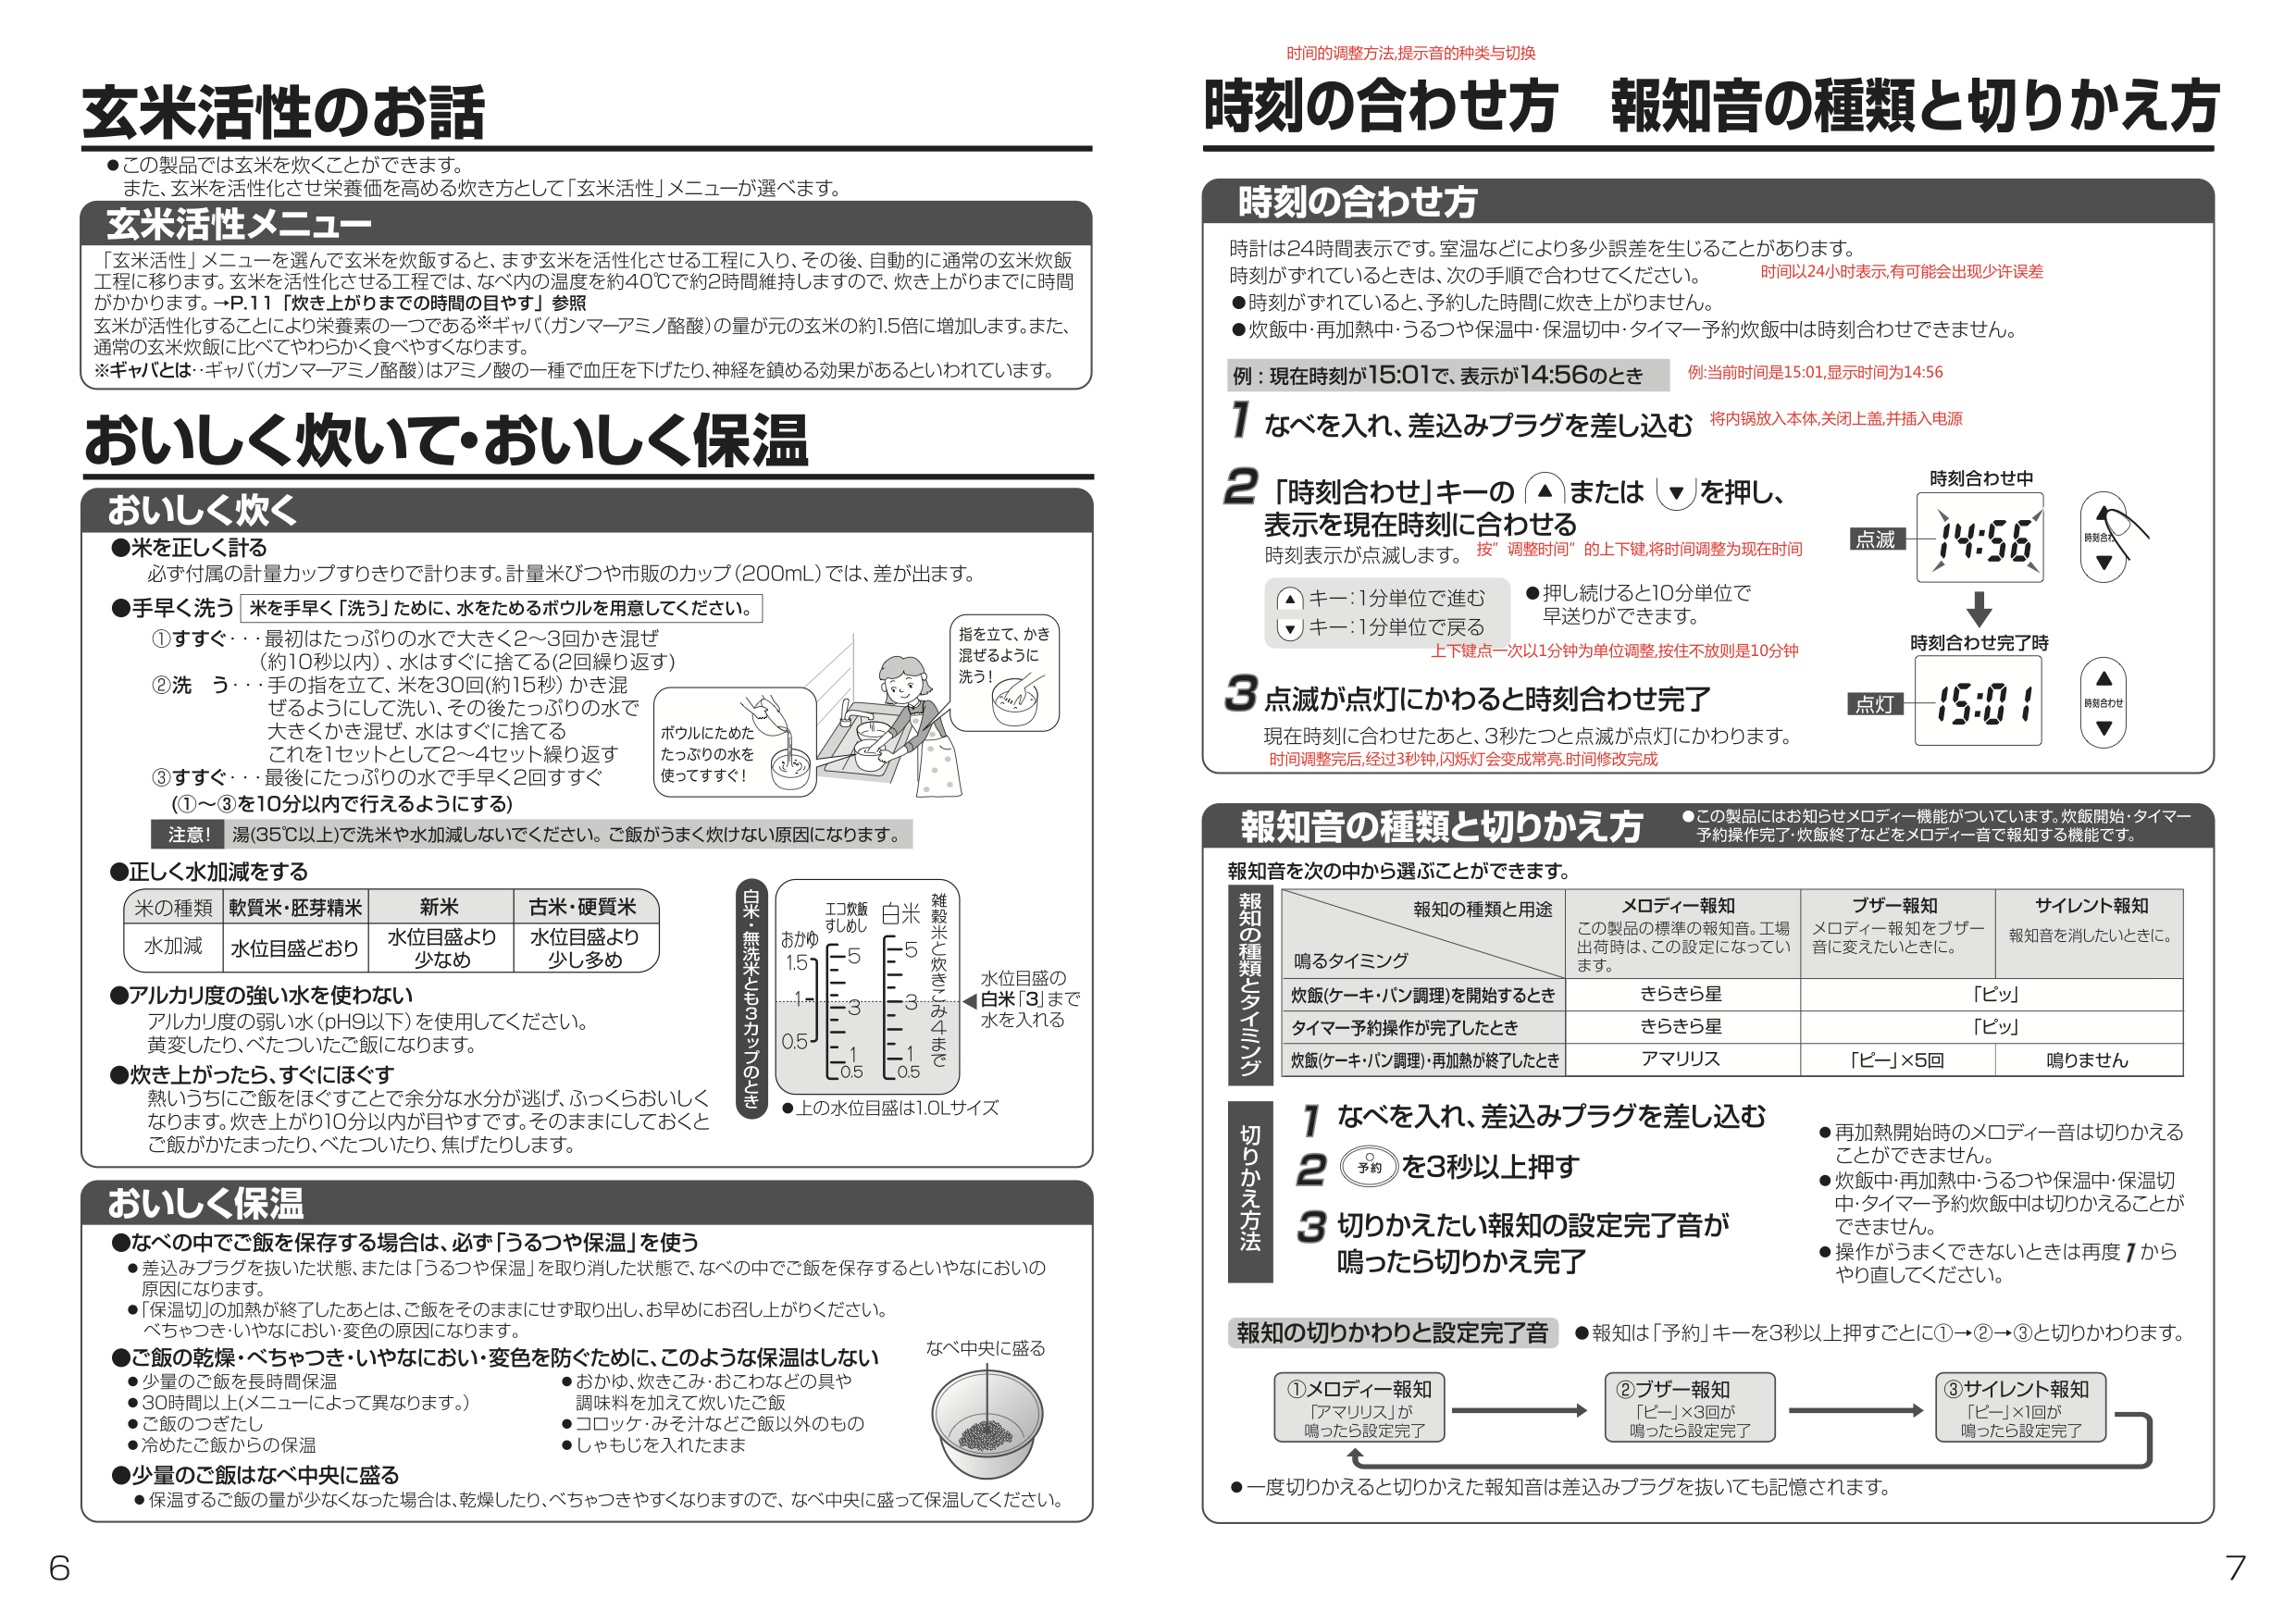 玄米活性のお話
●この製品では玄米を炊くことができます。
また、玄米を活性化させ栄養価を高める炊き方として「玄米活性」メニューが選べます。
玄米活性メニュー
「玄米活性」メニューを選んで玄米を炊飯すると、まず玄米を活性化させる工程に入り、その後、自動的に通常の玄米炊飯
工程に移ります。玄米を活性化させる工程では、なべ内の温度を約40℃で約2時間維持しますので、炊き上がりまでに時間
がかかります。→P.11「炊き上がりまでの時間の目やす」参照
玄米が活性化することにより栄養素の一つである※ギャバ(ガンマーアミノ酪酸)の量が元の玄米の約1.5倍に増加します。また、
通常の玄米炊飯に比べてやわらかく食べやすくなります。
※ギャバとは‥ギャバ(ガンマーアミノ酪酸)はアミノ酸の一種で血圧を下げたり、神経を鎮める効果があるといわれています。
おいしく炊いて・おいしく保温
おいしく炊く
●米を正しく計る
必ず付属の計量カップすりきりで計ります。計量米びつや市販のカップ(200mL)では、差が出ます。
●手早く洗う 米を手早く「洗う」ために、水をためるボウルを用意してください。
①すすぐ・・・最初はたっぷりの水で大きく2〜3回かき混ぜ
(約10秒以内)、水はすぐに捨てる(2回繰り返す)
②洗 う・・・手の指を立て、米を30回(約15秒)かき混
ぜるようにして洗い、その後たっぷりの水で
大きくかき混ぜ、水はすぐに捨てる
これを1セットとして2〜4セット繰り返す
③すすぐ・・・最後にたっぷりの水で手早く2回すすぐ
(①〜③を10分以内で行えるようにする)
ボウルにためた
たっぷりの水を
使ってすすぐ!
指を立て、かき
混ぜるように
洗う!
注意! 湯(35℃以上)で洗米や水加減しないでください。ご飯がうまく炊けない原因になります。
●正しく水加減をする
米の種類 軟質米・胚芽精米 新米 古米・硬質米
水加減 水位目盛どおり 水位目盛より少なめ 水位目盛より少し多め
●アルカリ度の強い水を使わない
アルカリ度の弱い水(pH9以下)を使用してください。
黄変したり、べたついたご飯になります。
●炊き上がったら、すぐにほぐす
熱いうちにご飯をほぐすことで余分な水分が逃げ、ふっくらおいしく
なります。炊き上がり10分以内が目やすです。そのままにしておくと
ご飯がかたまったり、べたついたり、焦げたりします。
白米・無洗米とも3カップのとき
おかゆ
1.5
1
0.5
エコ炊飯
すしめし
5
3
1
0.5
白米
5
3
1
0.5
雑穀米と炊きこみ4まで
水位目盛の
◀白米「3」まで
水を入れる
●上の水位目盛は1.0Lサイズ
おいしく保温
●なべの中でご飯を保存する場合は、必ず「うるつや保温」を使う
●差込みプラグを抜いた状態、または「うるつや保温」を取り消した状態で、なべの中でご飯を保存するといやなにおいの
原因になります。
●「保温切」の加熱が終了したあとは、ご飯をそのままにせず取り出し、お早めにお召し上がりください。
べちゃつき・いやなにおい・変色の原因になります。
●ご飯の乾燥・べちゃつき・いやなにおい・変色を防ぐために、このような保温はしない
●少量のご飯を長時間保温
●30時間以上(メニューによって異なります。)
●ご飯のつぎたし
●冷めたご飯からの保温
●おかゆ、炊きこみ・おこわなどの具や
調味料を加えて炊いたご飯
●コロッケ・みそ汁などご飯以外のもの
●しゃもじを入れたまま
なべ中央に盛る
●少量のご飯はなべ中央に盛る
●保温するご飯の量が少なくなった場合は、乾燥したり、べちゃつきやすくなりますので、なべ中央に盛って保温してください。
6
时间的调整方法,提示音的种类与切换
時刻の合わせ方 報知音の種類と切りかえ方
時刻の合わせ方
時計は24時間表示です。室温などにより多少誤差を生じることがあります。
時刻がずれているときは、次の手順で合わせてください。 时间以24小时表示,有可能会出现少许误差
●時刻がずれていると、予約した時間に炊き上がりません。
●炊飯中・再加熱中・うるつや保温中・保温切中・タイマー予約炊飯中は時刻合わせできません。
例:現在時刻が15:01で、表示が14:56のとき 例:当前时间是15:01,显示时间为14:56
1 なべを入れ、差込みプラグを差し込む 将内锅放入本体,关闭上盖,并插入电源
2 「時刻合わせ」キーの▲または▼を押し、
表示を現在時刻に合わせる
時刻表示が点滅します。 按”调整时间”的上下键,将时间调整为现在时间
▲キー:1分単位で進む
▼キー:1分単位で戻る
●押し続けると10分単位で
早送りができます。
上下键点一次以1分钟为单位调整,按住不放则是10分钟
3 点滅が点灯にかわると時刻合わせ完了
現在時刻に合わせたあと、3秒たつと点滅が点灯にかわります。
时间调整完后,经过3秒钟,闪烁灯会变成常亮.时间修改完成
時刻合わせ中
点滅
14:56
▲
時刻合わ
▼
時刻合わせ完了時
点灯
15:01
▲
時刻合わせ
▼
報知音の種類と切りかえ方
●この製品にはお知らせメロディー機能がついています。炊飯開始・タイマー
予約操作完了・炊飯終了などをメロディー音で報知する機能です。
報知音を次の中から選ぶことができます。
報知の種類とタイミング
報知の種類と用途
鳴るタイミング
メロディー報知
この製品の標準の報知音。工場
出荷時は、この設定になってい
ます。
ブザー報知
メロディー報知をブザー
音に変えたいときに。
サイレント報知
報知音を消したいときに。
炊飯(ケーキ・パン調理)を開始するとき きらきら星 「ピッ」
タイマー予約操作が完了したとき きらきら星 「ピッ」
炊飯(ケーキ・パン調理)・再加熱が終了したとき アマリリス 「ピー」×5回 鳴りません
切りかえ方法
1 なべを入れ、差込みプラグを差し込む
2 予約 を3秒以上押す
3 切りかえたい報知の設定完了音が
鳴ったら切りかえ完了
●再加熱開始時のメロディー音は切りかえる
ことができません。
●炊飯中・再加熱中・うるつや保温中・保温切
中・タイマー予約炊飯中は切りかえることが
できません。
●操作がうまくできないときは再度1から
やり直してください。
報知の切りかわりと設定完了音 ●報知は「予約」キーを3秒以上押すごとに①→②→③と切りかわります。
①メロディー報知
「アマリリス」が
鳴ったら設定完了
②ブザー報知
「ピー」×3回が
鳴ったら設定完了
③サイレント報知
「ピー」×1回が
鳴ったら設定完了
●一度切りかえると切りかえた報知音は差込みプラグを抜いても記憶されます。
7